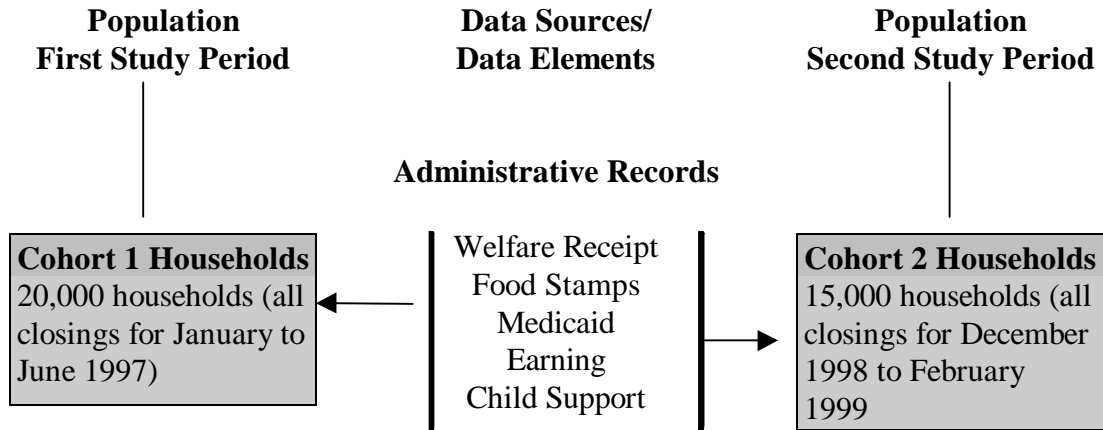 Population
First Study Period
Data Sources/
Data Elements
Population
Second Study Period
Administrative Records
Cohort 1 Households
20,000 households (all
closings for January to
June 1997)
Welfare Receipt
Food Stamps
Medicaid
Earning
Child Support
Cohort 2 Households
15,000 households (all
closings for December
1998 to February
1999